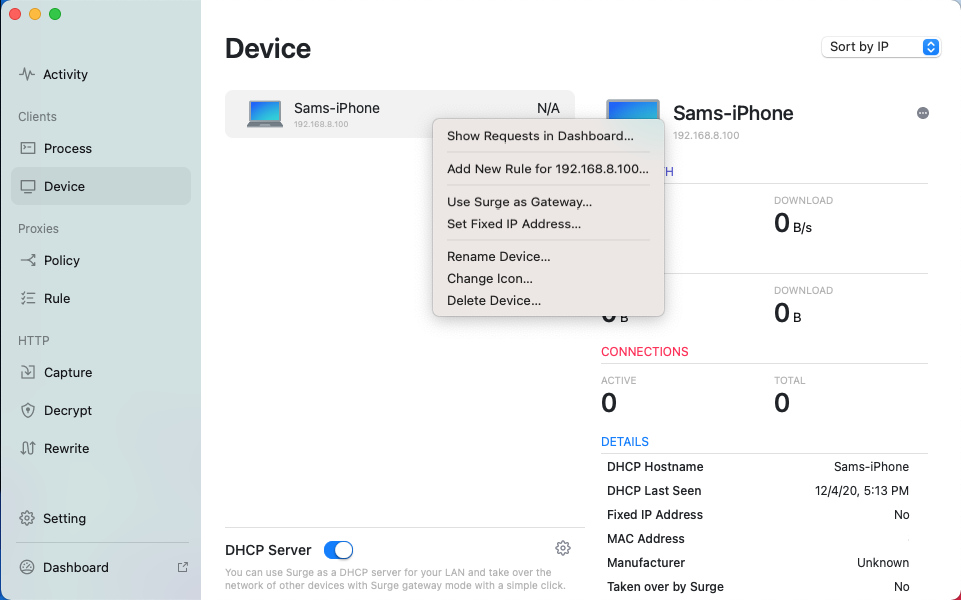 Activity
Clients
Process
Device
Proxies
Policy
Rule
HTTP
Capture
Decrypt
Rewrite
Setting
Dashboard
Device
Sort by IP
Sams-iPhone
N/A
192.168.8.100
Show Requests in Dashboard...
Add New Rule for 192.168.8.100...
Use Surge as Gateway...
Set Fixed IP Address...
Rename Device...
Change Icon...
Delete Device...
DHCP Server
You can use Surge as a DHCP server for your LAN and take over the
network of other devices with Surge gateway mode with a simple click.
Sams-iPhone
192.168.8.100
H
DOWNLOAD
0 B/s
DOWNLOAD
0 B
0 B
CONNECTIONS
ACTIVE
TOTAL
0
0
DETAILS
DHCP Hostname
Sams-iPhone
DHCP Last Seen
12/4/20, 5:13 PM
Fixed IP Address
No
MAC Address
Manufacturer
Unknown
Taken over by Surge
No